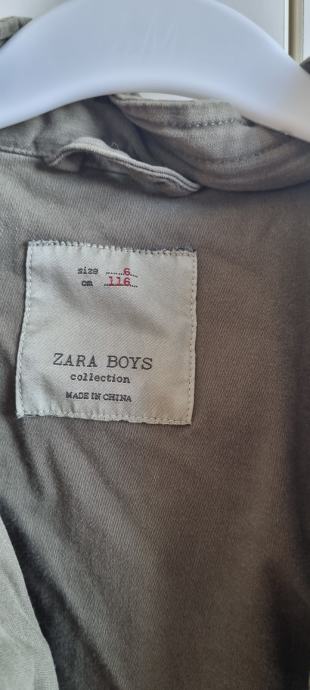 size ......6...
cm ...116...
ZARA BOYS
collection
MADE IN CHINA